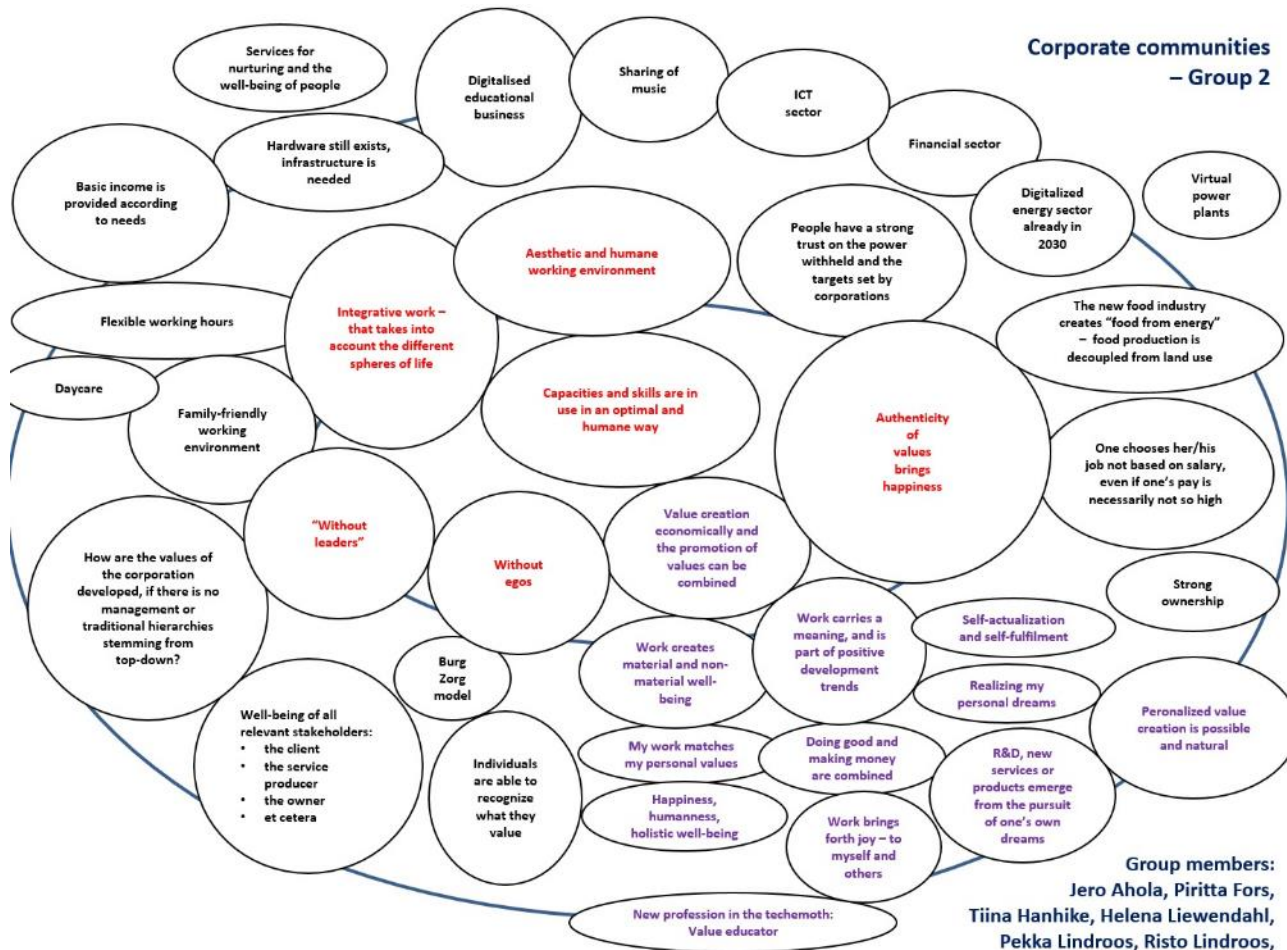 Corporate communities
– Group 2
Services for
nurturing and the
well-being of people
Digitalised
educational
business
Sharing of
music
ICT
sector
Financial sector
Hardware still exists,
infrastructure is
needed
Basic income is
provided according
to needs
Digitalized
energy sector
already in
2030
Virtual
power
plants
Aesthetic and humane
working environment
People have a strong
trust on the power
withheld and the
targets set by
corporations
Flexible working hours
Integrative work –
that takes into
account the different
spheres of life
The new food industry
creates “food from energy”
– food production is
decoupled from land use
Daycare
Family-friendly
working
environment
Capacities and skills are in
use in an optimal and
humane way
Authenticity
of
values
brings
happiness
One chooses her/his
job not based on salary,
even if one’s pay is
necessarily not so high
“Without
leaders”
Without
egos
Value creation
economically and
the promotion of
values can be
combined
How are the values of
the corporation
developed, if there is no
management or
traditional hierarchies
stemming from
top-down?
Strong
ownership
Work creates
material and non-
material well-
being
Work carries a
meaning, and is
part of positive
development
trends
Self-actualization
and self-fulfilment
Burg
Zorg
model
Realizing my
personal dreams
Peronalized value
creation is possible
and natural
Well-being of all
relevant stakeholders:
• the client
• the service
producer
• the owner
• et cetera
Individuals
are able to
recognize
what they
value
My work matches
my personal values
Doing good and
making money
are combined
R&D, new
services or
products emerge
from the pursuit
of one’s own
dreams
Happiness,
humanness,
holistic well-being
Work brings
forth joy – to
myself and
others
New profession in the techemoth:
Value educator
Group members:
Jero Ahola, Piritta Fors,
Tiina Hanhike, Helena Liewendahl,
Pekka Lindroos, Risto Lindroos,